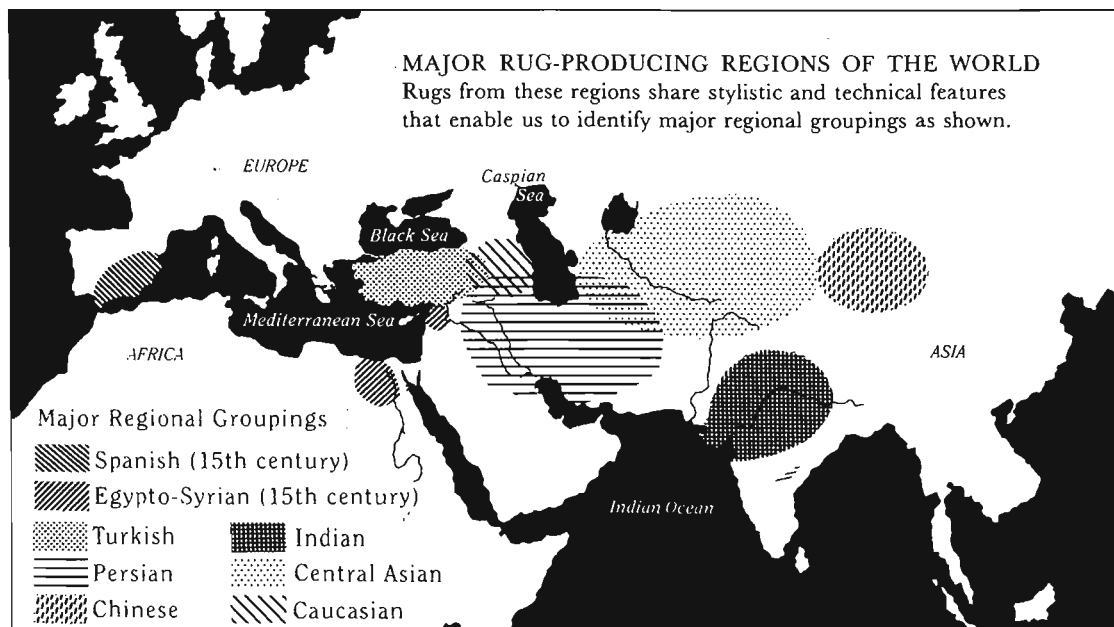 MAJOR RUG-PRODUCING REGIONS OF THE WORLD
Rugs from these regions share stylistic and technical features
that enable us to identify major regional groupings as shown.
EUROPE
Caspian
Sea
Black Sea
Mediterranean Sea
AFRICA
ASIA
Indian Ocean
Major Regional Groupings
Spanish (15th century)
Egypto-Syrian (15th century)
Turkish
Indian
Persian
Central Asian
Chinese
Caucasian